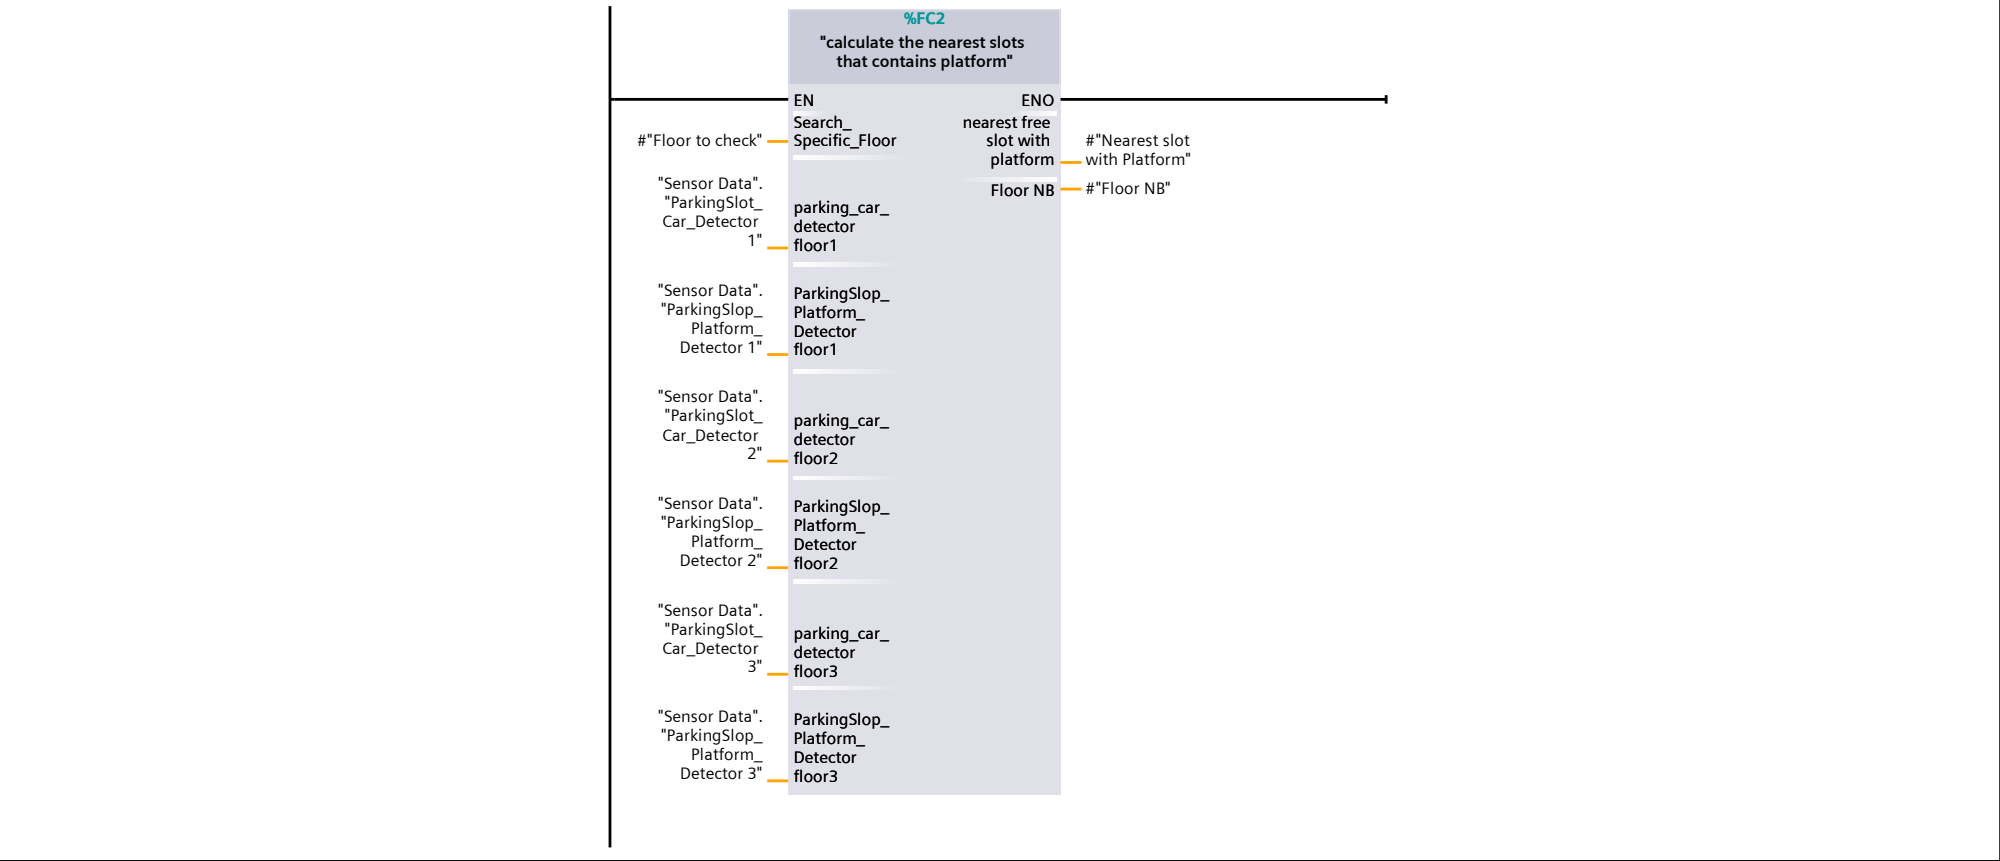 %FC2
"calculate the nearest slots
that contains platform"
EN
ENO
#"Floor to check"
Search_
Specific_Floor
nearest free
slot with
platform
#"Nearest slot
with Platform"
Floor NB
#"Floor NB"
"Sensor Data".
"ParkingSlot_
Car_Detector
1"
parking_car_
detector
floor1
"Sensor Data".
"ParkingSlop_
Platform_
Detector 1"
ParkingSlop_
Platform_
Detector
floor1
"Sensor Data".
"ParkingSlot_
Car_Detector
2"
parking_car_
detector
floor2
"Sensor Data".
"ParkingSlop_
Platform_
Detector 2"
ParkingSlop_
Platform_
Detector
floor2
"Sensor Data".
"ParkingSlot_
Car_Detector
3"
parking_car_
detector
floor3
"Sensor Data".
"ParkingSlop_
Platform_
Detector 3"
ParkingSlop_
Platform_
Detector
floor3